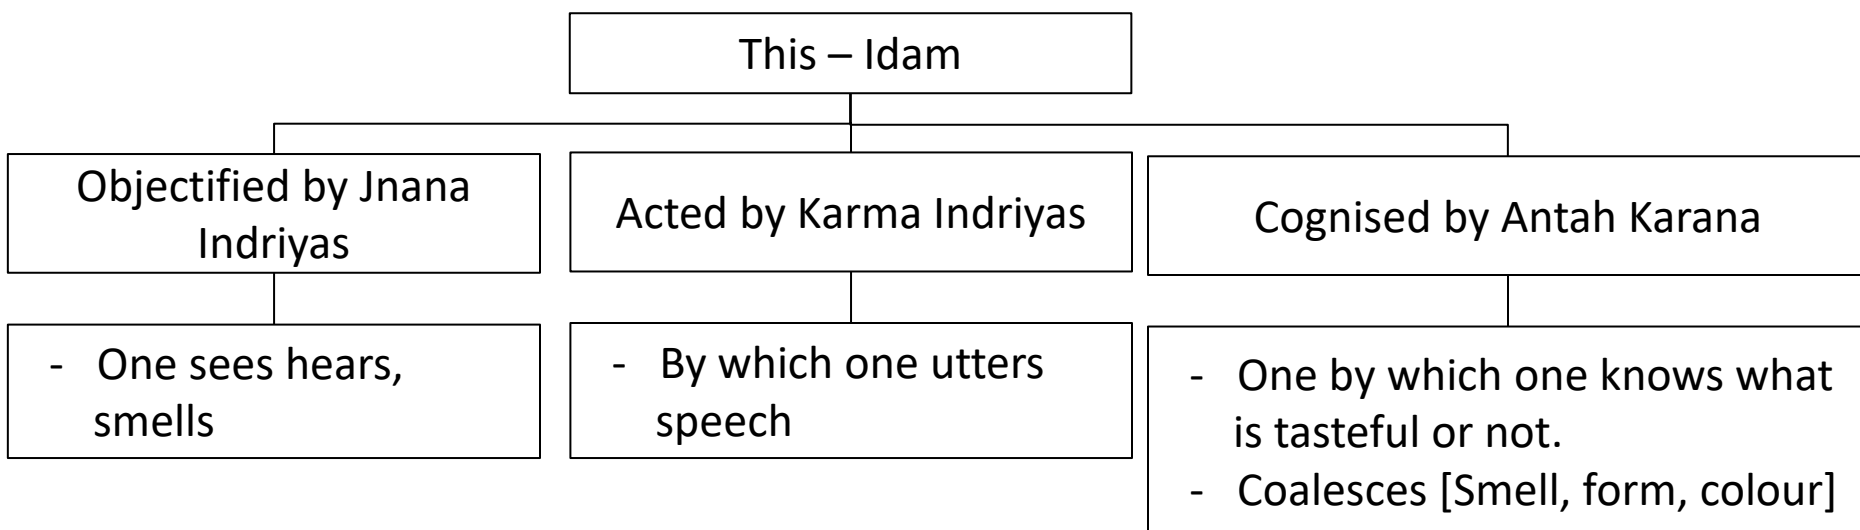 This – Idam
Objectified by Jnana
Indriyas
Acted by Karma Indriyas
Cognised by Antah Karana
- One sees hears,
smells
- By which one utters
speech
- One by which one knows what
is tasteful or not.
- Coalesces [Smell, form, colour]